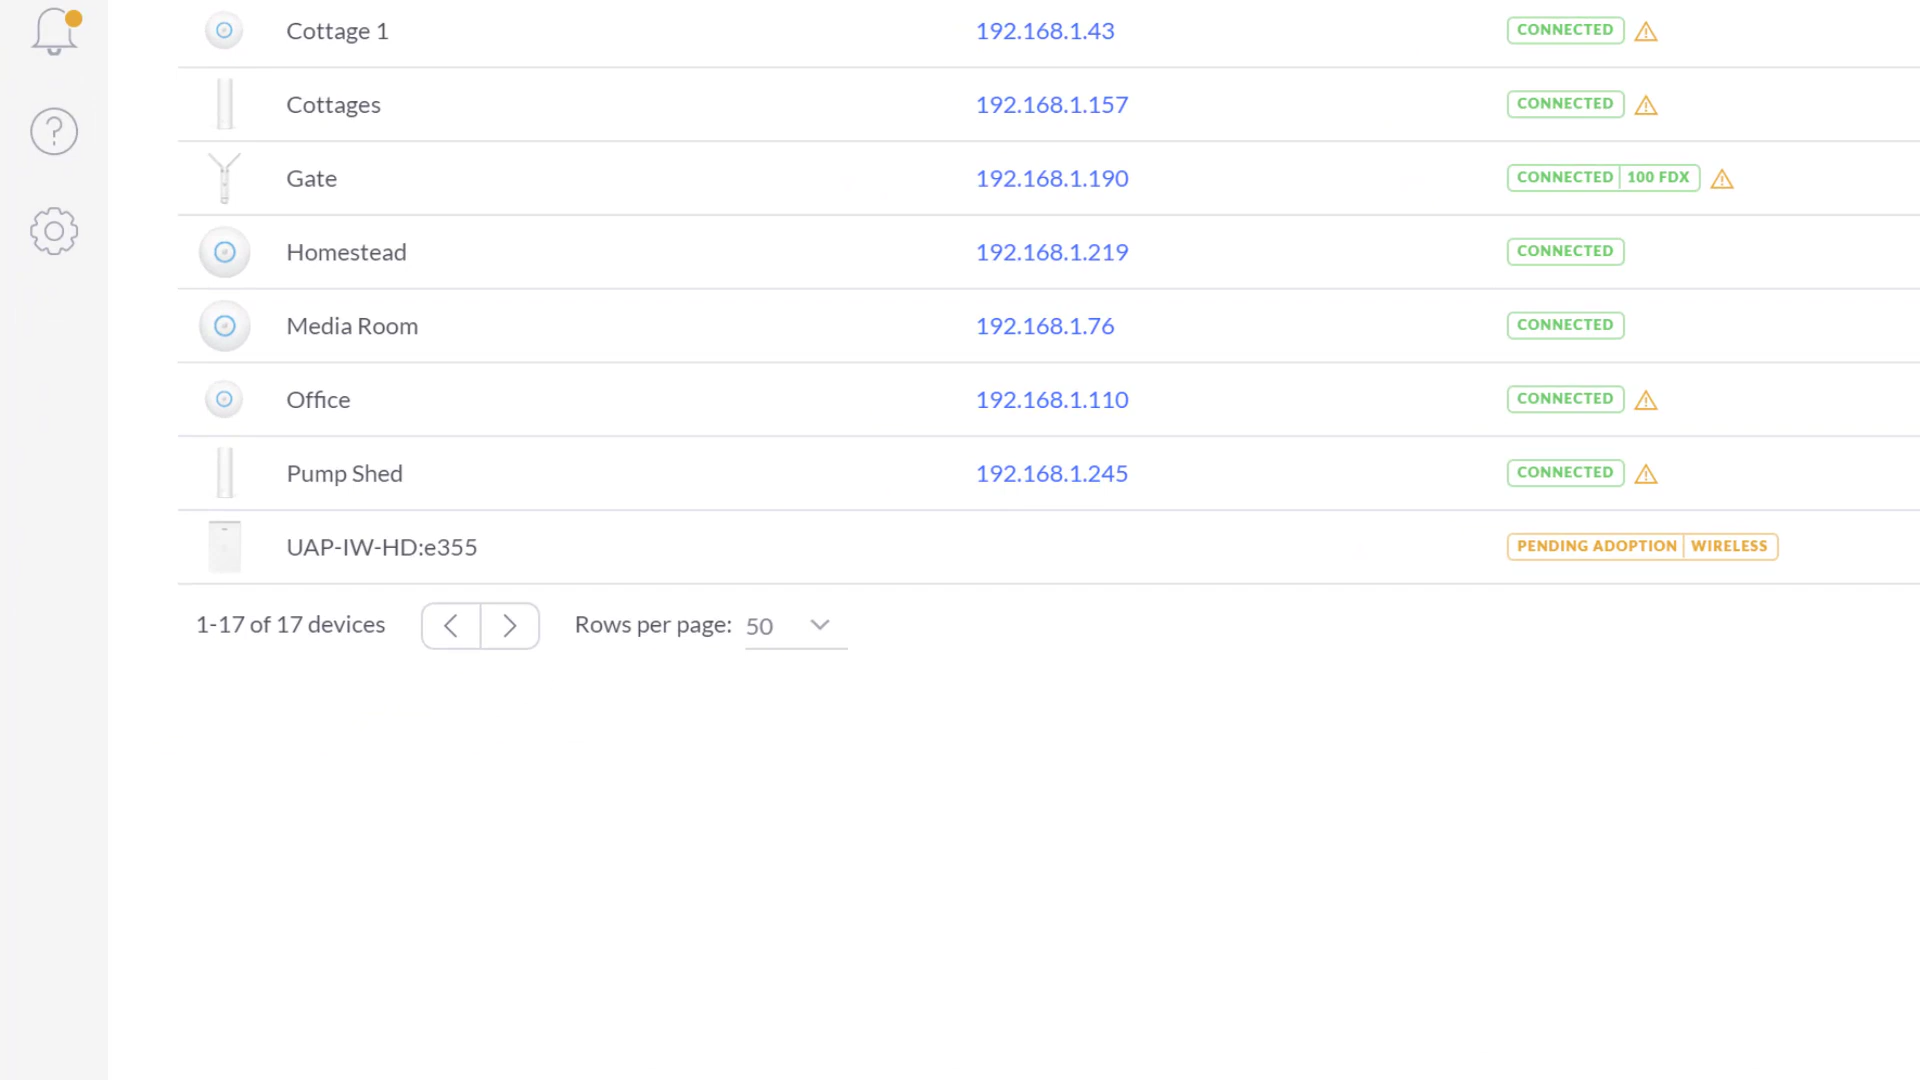 Cottage 1 192.168.1.43 CONNECTED
Cottages 192.168.1.157 CONNECTED
Gate 192.168.1.190 CONNECTED 100 FDX
Homestead 192.168.1.219 CONNECTED
Media Room 192.168.1.76 CONNECTED
Office 192.168.1.110 CONNECTED
Pump Shed 192.168.1.245 CONNECTED
UAP-IW-HD:e355 PENDING ADOPTION WIRELESS
1-17 of 17 devices Rows per page: 50